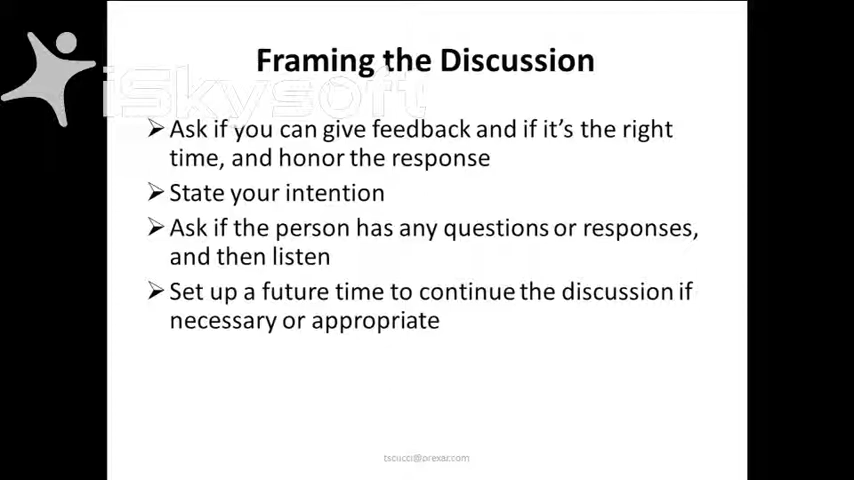 Framing the Discussion
iSkysoft
➢ Ask if you can give feedback and if it's the right
time, and honor the response
➢ State your intention
➢ Ask if the person has any questions or responses,
and then listen
➢ Set up a future time to continue the discussion if
necessary or appropriate
tscucci@prexar.com